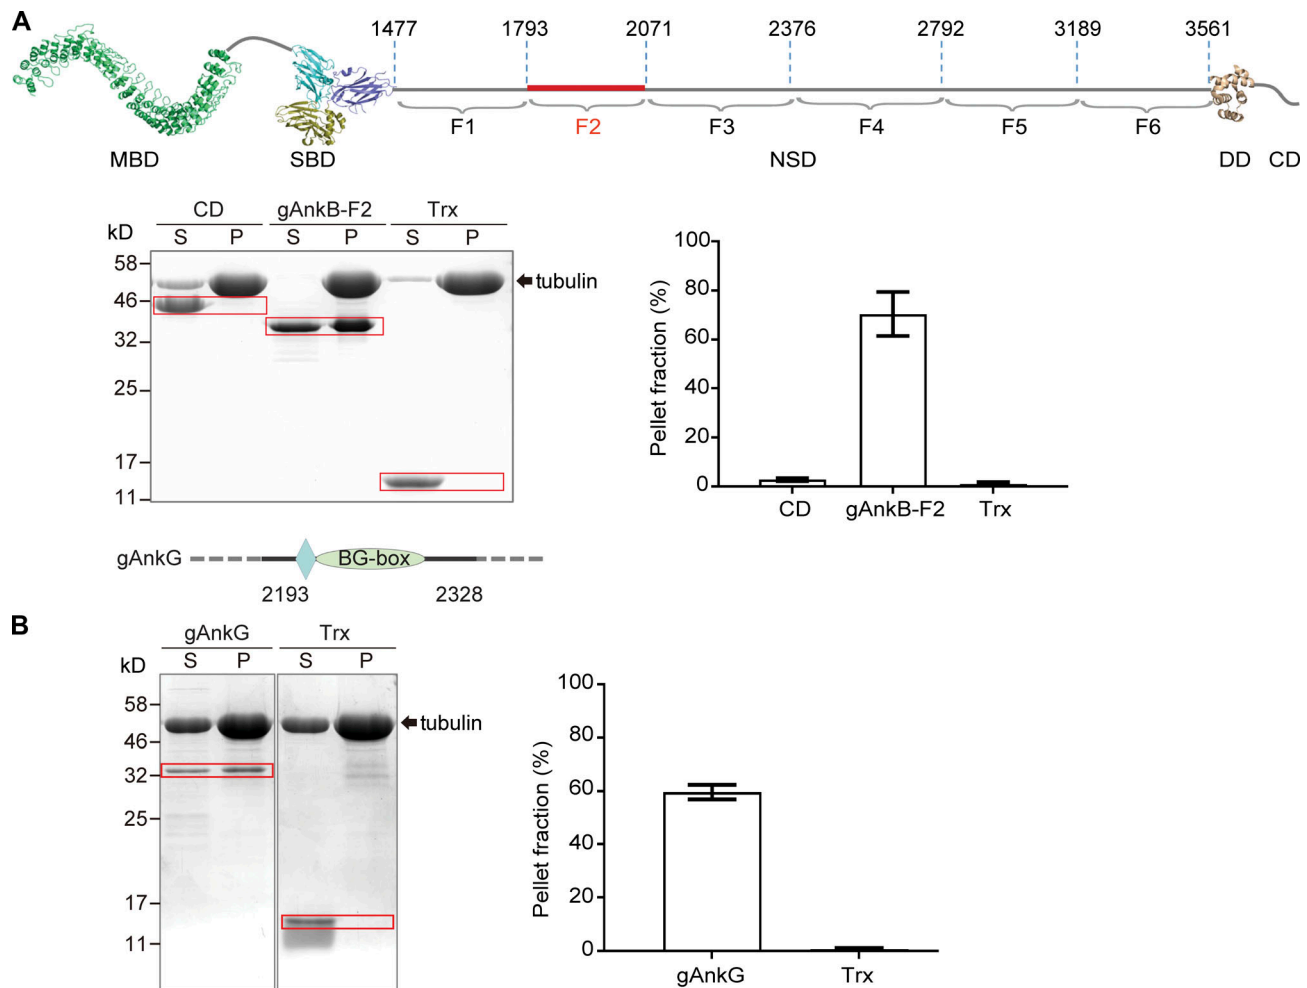 A
1477 1793 2071 2376 2792 3189 3561
F1 F2 F3 F4 F5 F6
MBD SBD NSD DD CD
CD gAnkB-F2 Trx
kD S P S P S P
58
46
32
25
17
11
tubulin
Pellet fraction (%)
100
80
60
40
20
0
CD gAnkB-F2 Trx
gAnkG BG-box
2193 2328
B
gAnkG Trx
kD S P S P
58
46
32
25
17
11
tubulin
Pellet fraction (%)
100
80
60
40
20
0
gAnkG Trx